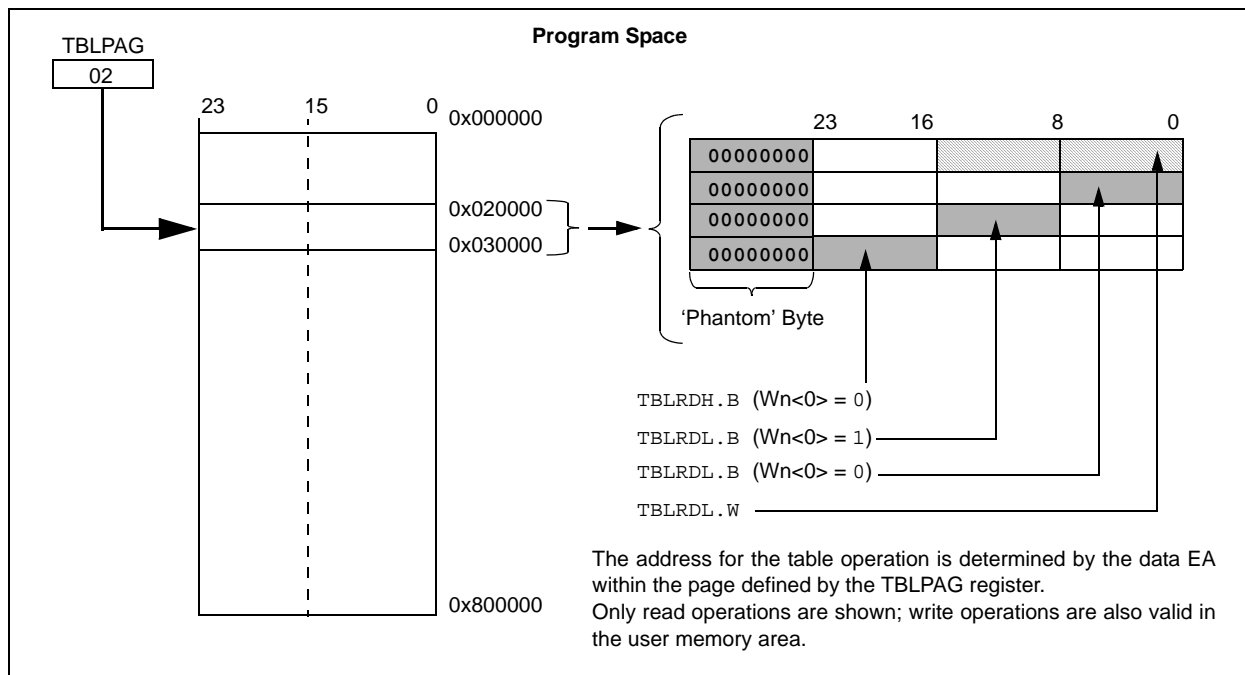 Program Space
TBLPAG
02
23 15 0
0x000000
0x020000
0x030000
0x800000
23 16 8 0
00000000
00000000
00000000
00000000
‘Phantom’ Byte
TBLRDH.B (Wn<0> = 0)
TBLRDL.B (Wn<0> = 1)
TBLRDL.B (Wn<0> = 0)
TBLRDL.W
The address for the table operation is determined by the data EA
within the page defined by the TBLPAG register.
Only read operations are shown; write operations are also valid in
the user memory area.